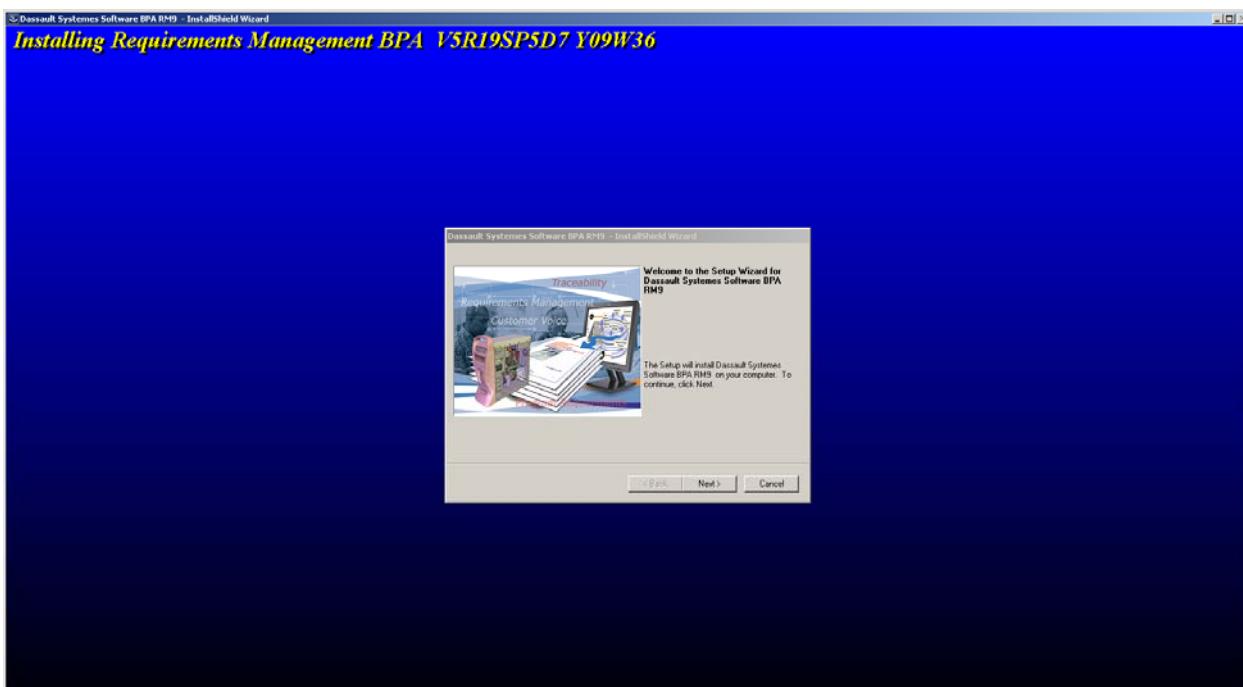 Dassault Systemes Software BPA RM9 - InstallShield Wizard
Installing Requirements Management BPA V5R19SP5D7 Y09W36
Dassault Systemes Software BPA RM9 - InstallShield Wizard
Traceability
Requirements Management
Customer Voice
Welcome to the Setup Wizard for
Dassault Systemes Software BPA
RM9
The Setup will install Dassault Systemes
Software BPA RM9 on your computer. To
continue, click Next.
< Back
Next >
Cancel